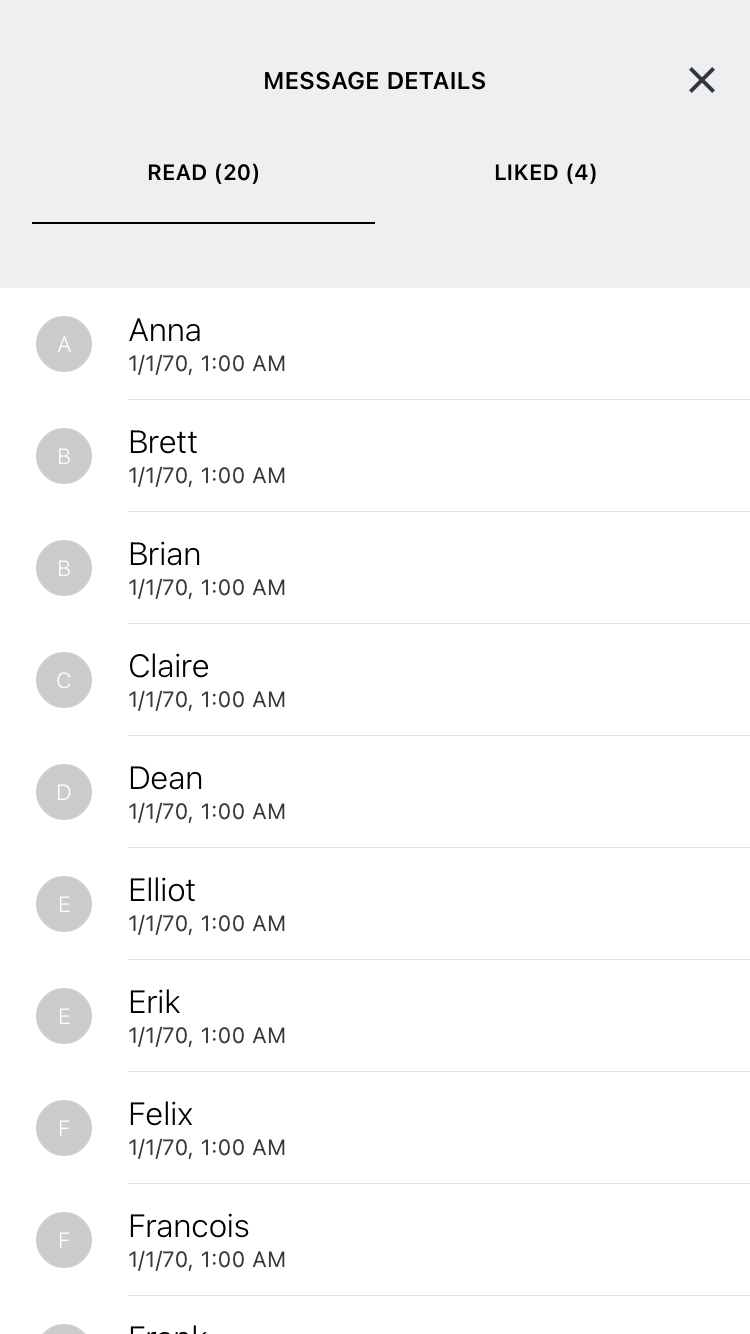 MESSAGE DETAILS
READ (20)
LIKED (4)
A
Anna
1/1/70, 1:00 AM
B
Brett
1/1/70, 1:00 AM
B
Brian
1/1/70, 1:00 AM
C
Claire
1/1/70, 1:00 AM
D
Dean
1/1/70, 1:00 AM
E
Elliot
1/1/70, 1:00 AM
E
Erik
1/1/70, 1:00 AM
F
Felix
1/1/70, 1:00 AM
F
Francois
1/1/70, 1:00 AM
Frank